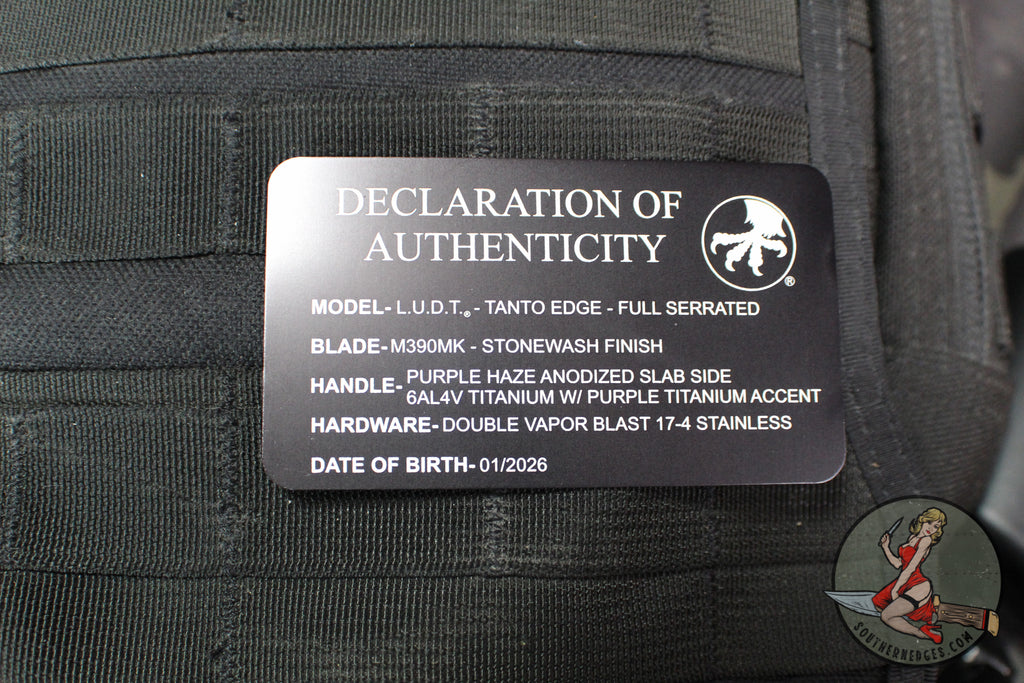 DECLARATION OF
AUTHENTICITY
®
MODEL- L.U.D.T.® - TANTO EDGE - FULL SERRATED
BLADE- M390MK - STONEWASH FINISH
HANDLE- PURPLE HAZE ANODIZED SLAB SIDE
6AL4V TITANIUM W/ PURPLE TITANIUM ACCENT
HARDWARE- DOUBLE VAPOR BLAST 17-4 STAINLESS
DATE OF BIRTH- 01/2026
SOUTHERNEDGES.COM